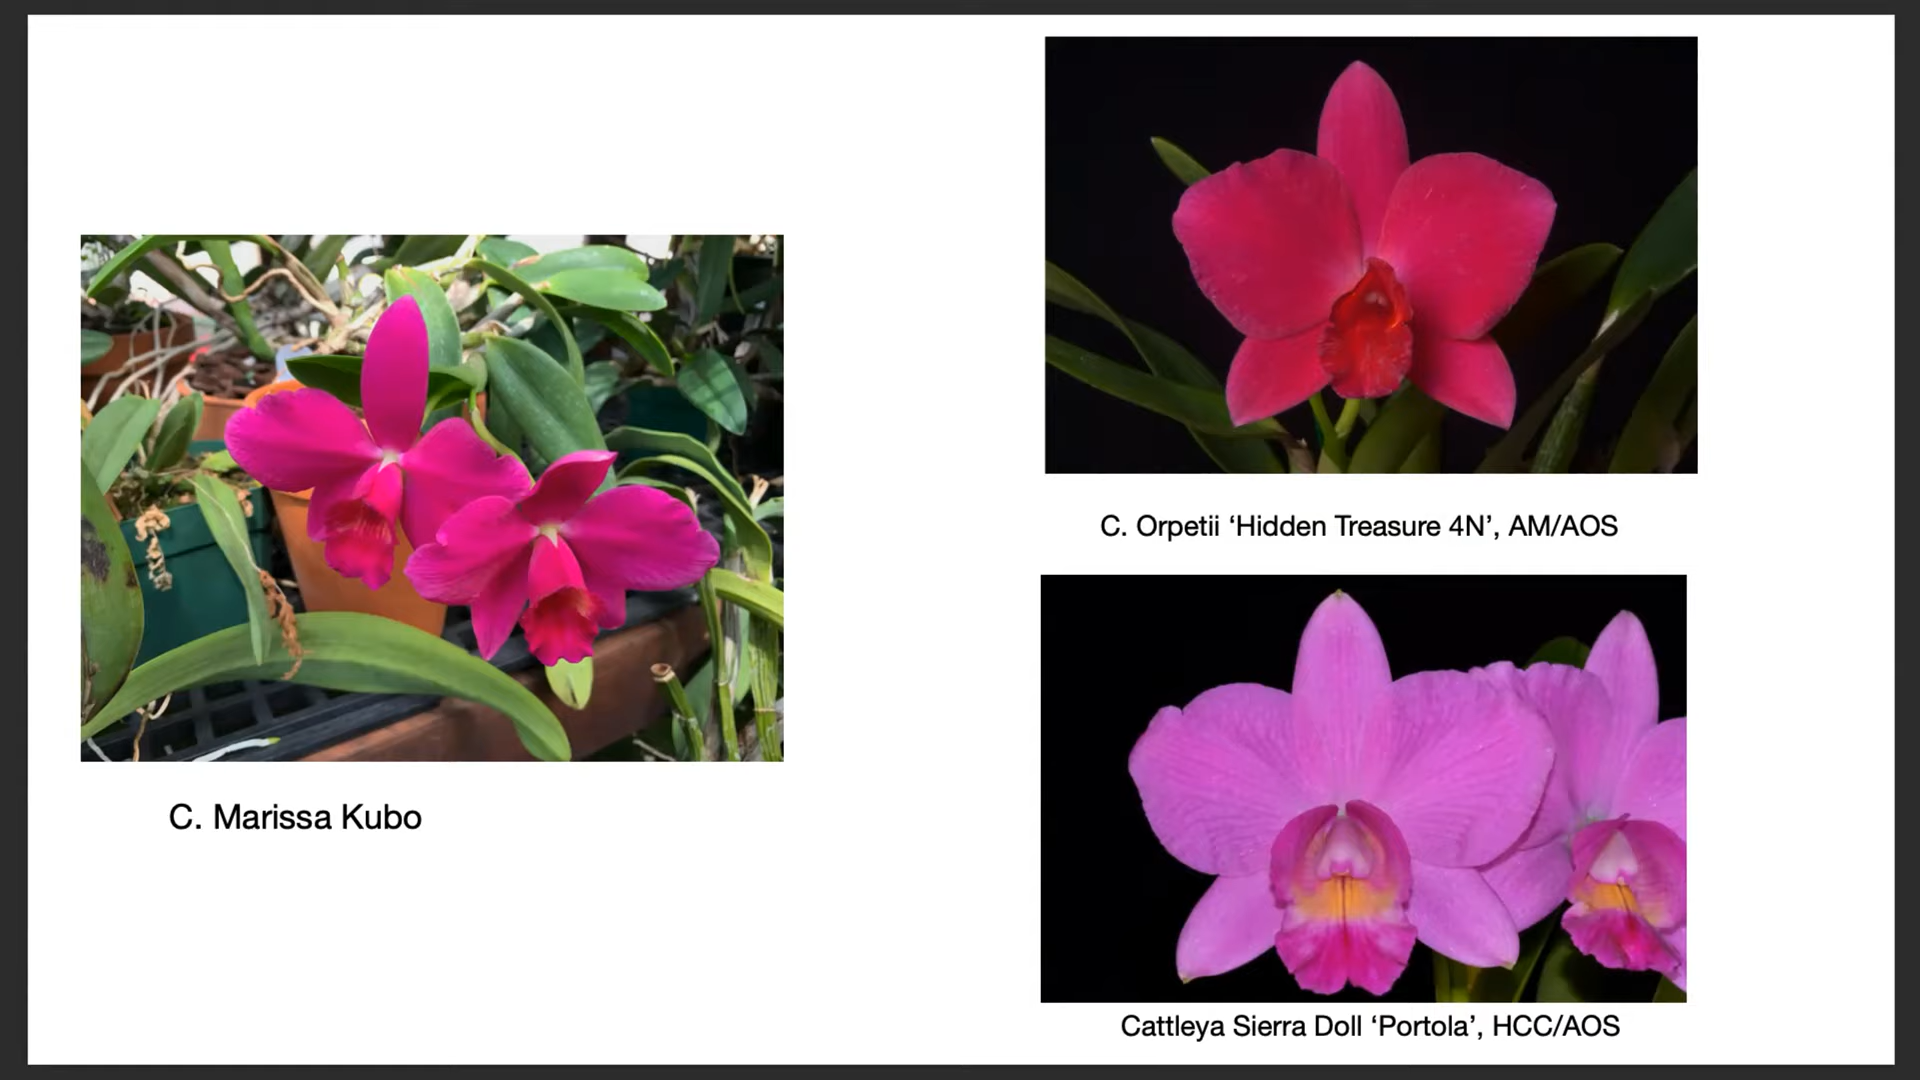 C. Marissa Kubo
C. Orpetii ‘Hidden Treasure 4N’, AM/AOS
Cattleya Sierra Doll ‘Portola’, HCC/AOS